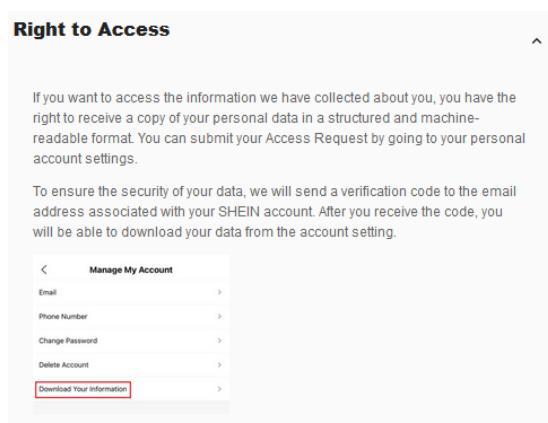 Right to Access
If you want to access the information we have collected about you, you have the
right to receive a copy of your personal data in a structured and machine-
readable format. You can submit your Access Request by going to your personal
account settings.
To ensure the security of your data, we will send a verification code to the email
address associated with your SHEIN account. After you receive the code, you
will be able to download your data from the account setting.
Manage My Account
Email
Phone Number
Change Password
Delete Account
Download Your Information